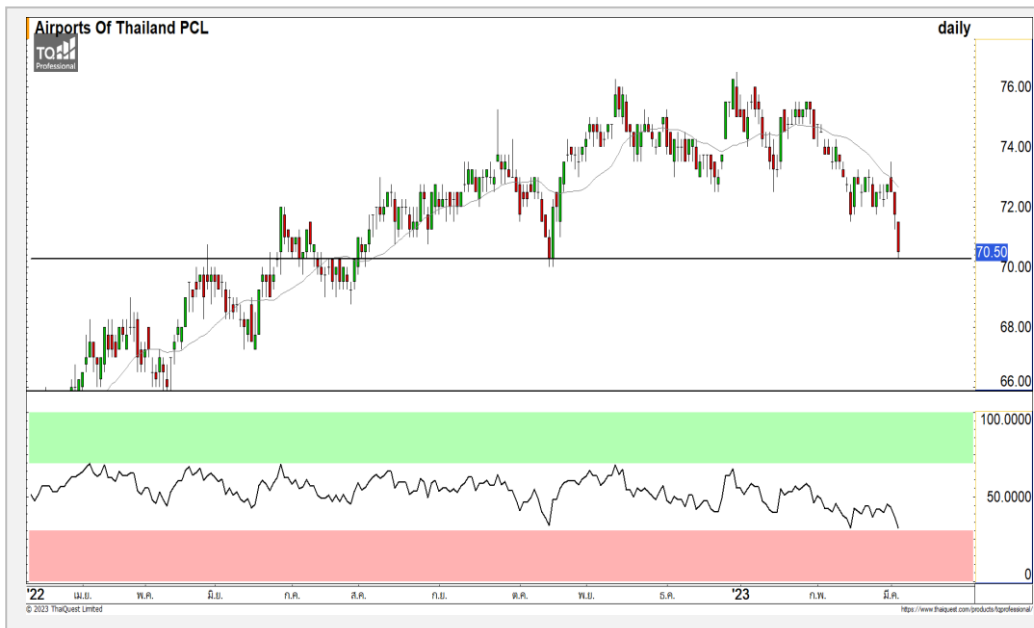 Airports Of Thailand PCL daily
TQ
Professional
76.00
74.00
72.00
70.50
70.00
68.00
66.00
100.0000
50.0000
0
'22 เม.ย. พ.ค. มิ.ย. ก.ค. ส.ค. ก.ย. ต.ค. พ.ย. ธ.ค. '23 ก.พ. มี.ค.
© 2023 ThaiQuest Limited https://www.thaiquest.com/products/tqprofessional/